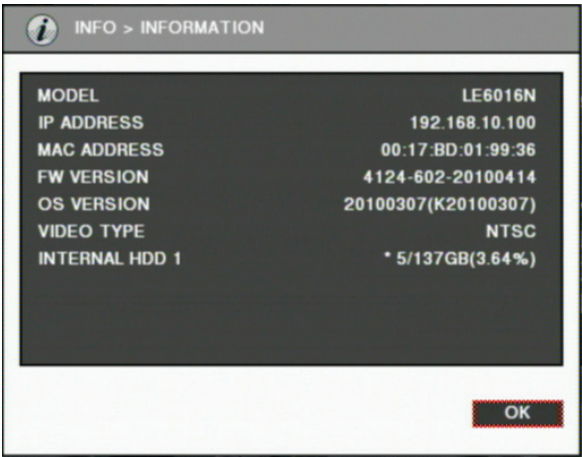 i INFO > INFORMATION
MODEL LE6016N
IP ADDRESS 192.168.10.100
MAC ADDRESS 00:17:BD:01:99:36
FW VERSION 4124-602-20100414
OS VERSION 20100307(K20100307)
VIDEO TYPE NTSC
INTERNAL HDD 1 * 5/137GB(3.64%)
OK